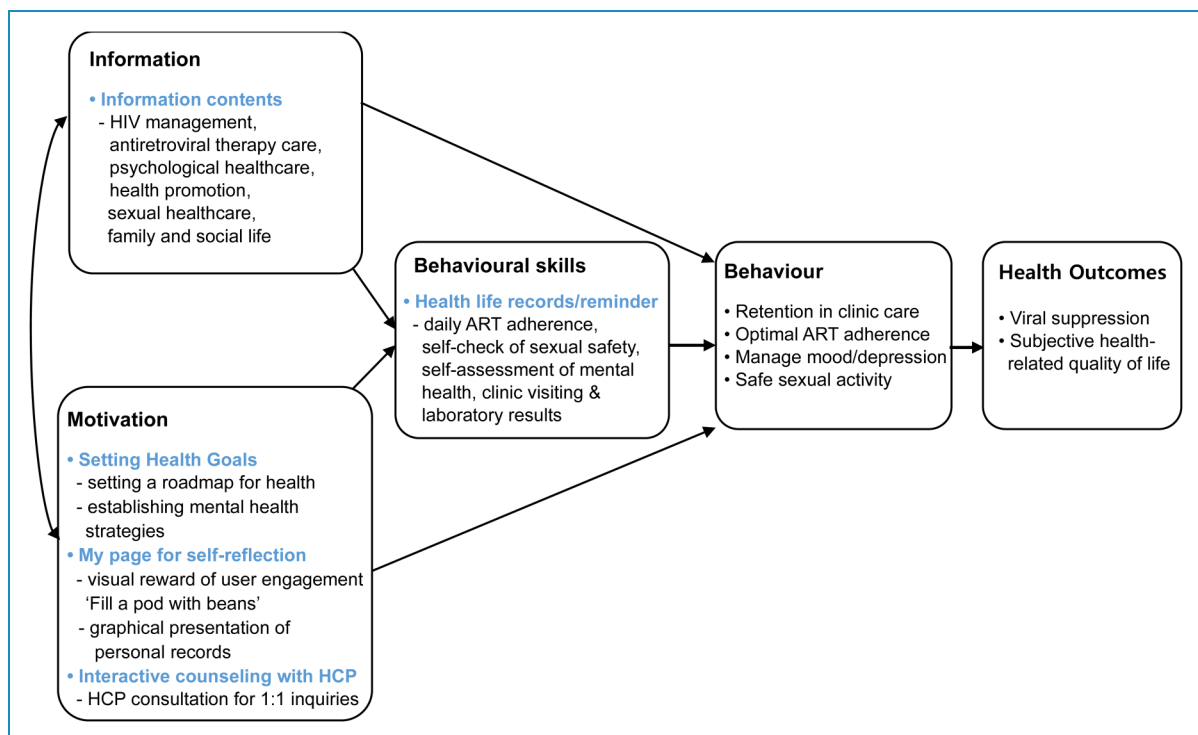 Information
• Information contents
- HIV management,
antiretroviral therapy care,
psychological healthcare,
health promotion,
sexual healthcare,
family and social life
Motivation
• Setting Health Goals
- setting a roadmap for health
- establishing mental health
strategies
• My page for self-reflection
- visual reward of user engagement
‘Fill a pod with beans’
- graphical presentation of
personal records
• Interactive counseling with HCP
- HCP consultation for 1:1 inquiries
Behavioural skills
• Health life records/reminder
- daily ART adherence,
self-check of sexual safety,
self-assessment of mental
health, clinic visiting &
laboratory results
Behaviour
• Retention in clinic care
• Optimal ART adherence
• Manage mood/depression
• Safe sexual activity
Health Outcomes
• Viral suppression
• Subjective health-
related quality of life